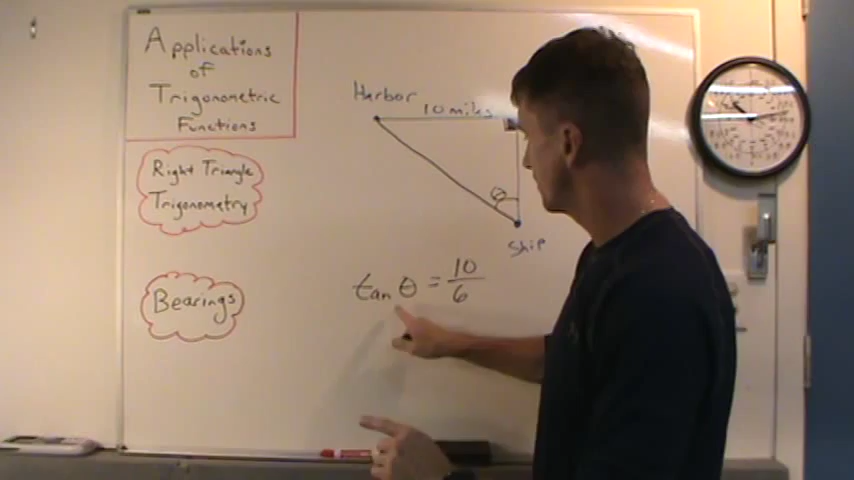 Applications
of
Trigonometric
Functions
Right Triangle
Trigonometry
Bearings
Harbor
10 miles
θ
Ship
tan θ = 10/6